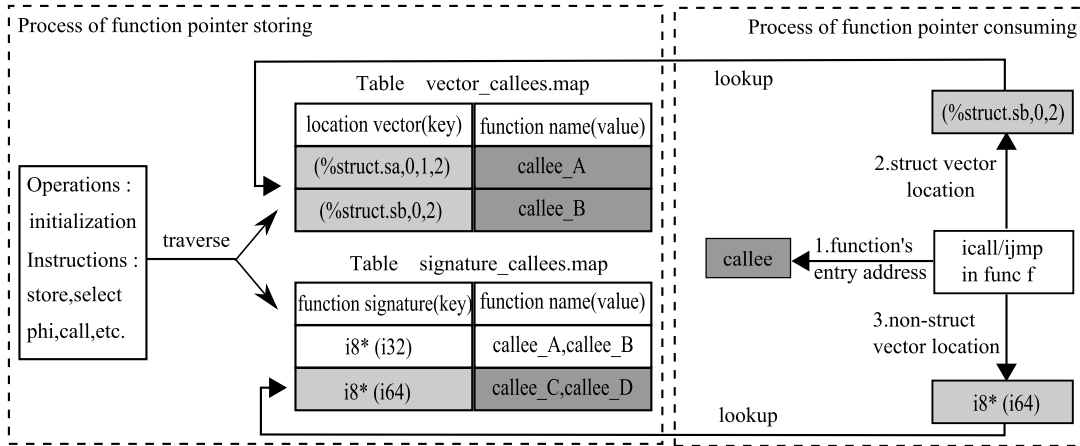 Process of function pointer storing
Process of function pointer consuming
lookup
Table vector_callees.map
location vector(key) function name(value)
(%struct.sa,0,1,2) callee_A
(%struct.sb,0,2) callee_B
Operations :
initialization
Instructions :
store,select
phi,call,etc.
traverse
Table signature_callees.map
function signature(key) function name(value)
i8* (i32) callee_A,callee_B
i8* (i64) callee_C,callee_D
(%struct.sb,0,2)
2.struct vector
location
callee
1.function's
entry address
icall/ijmp
in func f
3.non-struct
vector location
i8* (i64)
lookup